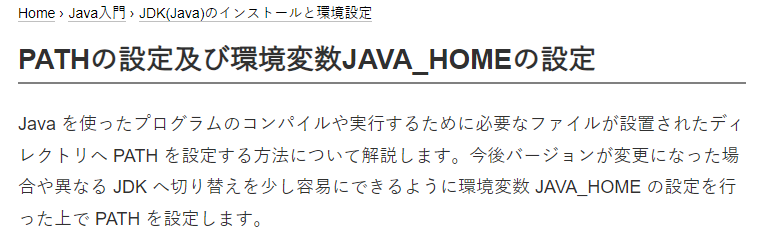 Home › Java入門 › JDK(Java)のインストールと環境設定
PATHの設定及び環境変数JAVA_HOMEの設定
Java を使ったプログラムのコンパイルや実行するために必要なファイルが設置されたディ
レクトリへ PATH を設定する方法について解説します。今後バージョンが変更になった場
合や異なる JDK へ切り替えを少し容易にできるように環境変数 JAVA_HOME の設定を行
った上で PATH を設定します。